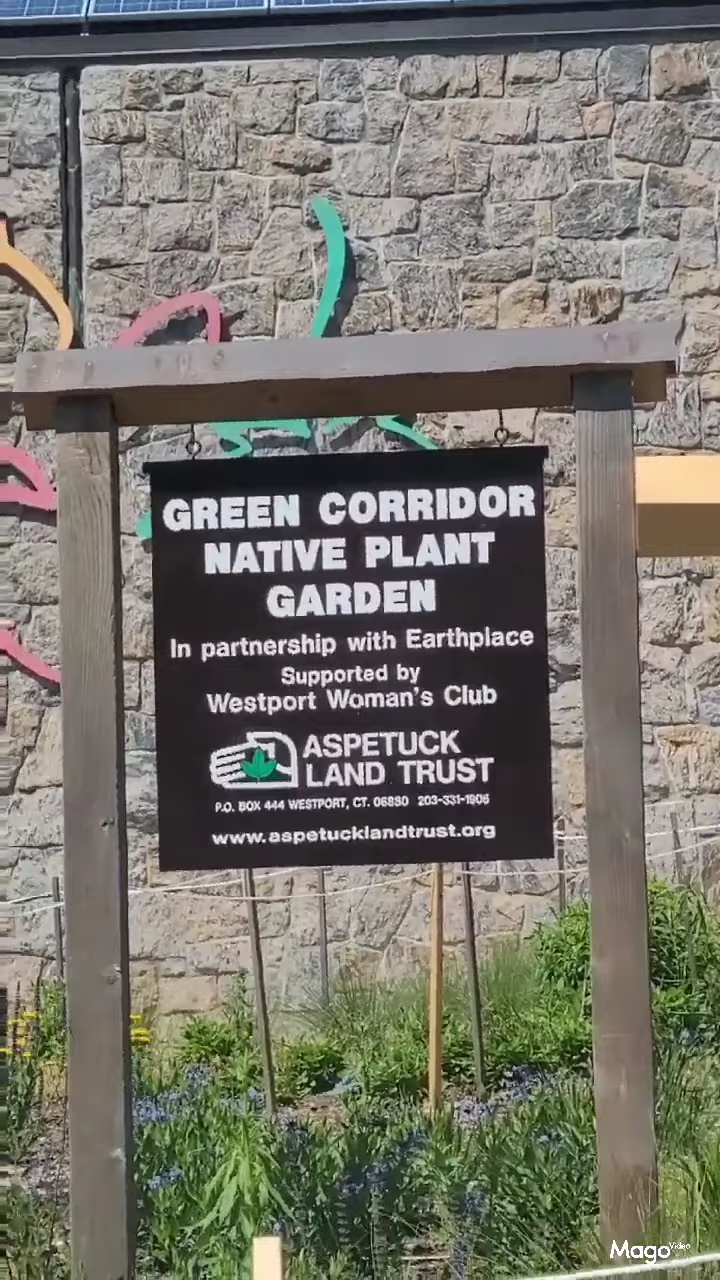 GREEN CORRIDOR
NATIVE PLANT
GARDEN
In partnership with Earthplace
Supported by
Westport Woman's Club
ASPETUCK
LAND TRUST
P.O. BOX 444 WESTPORT, CT. 06880 203-331-1906
www.aspetucklandtrust.org
Mago Video